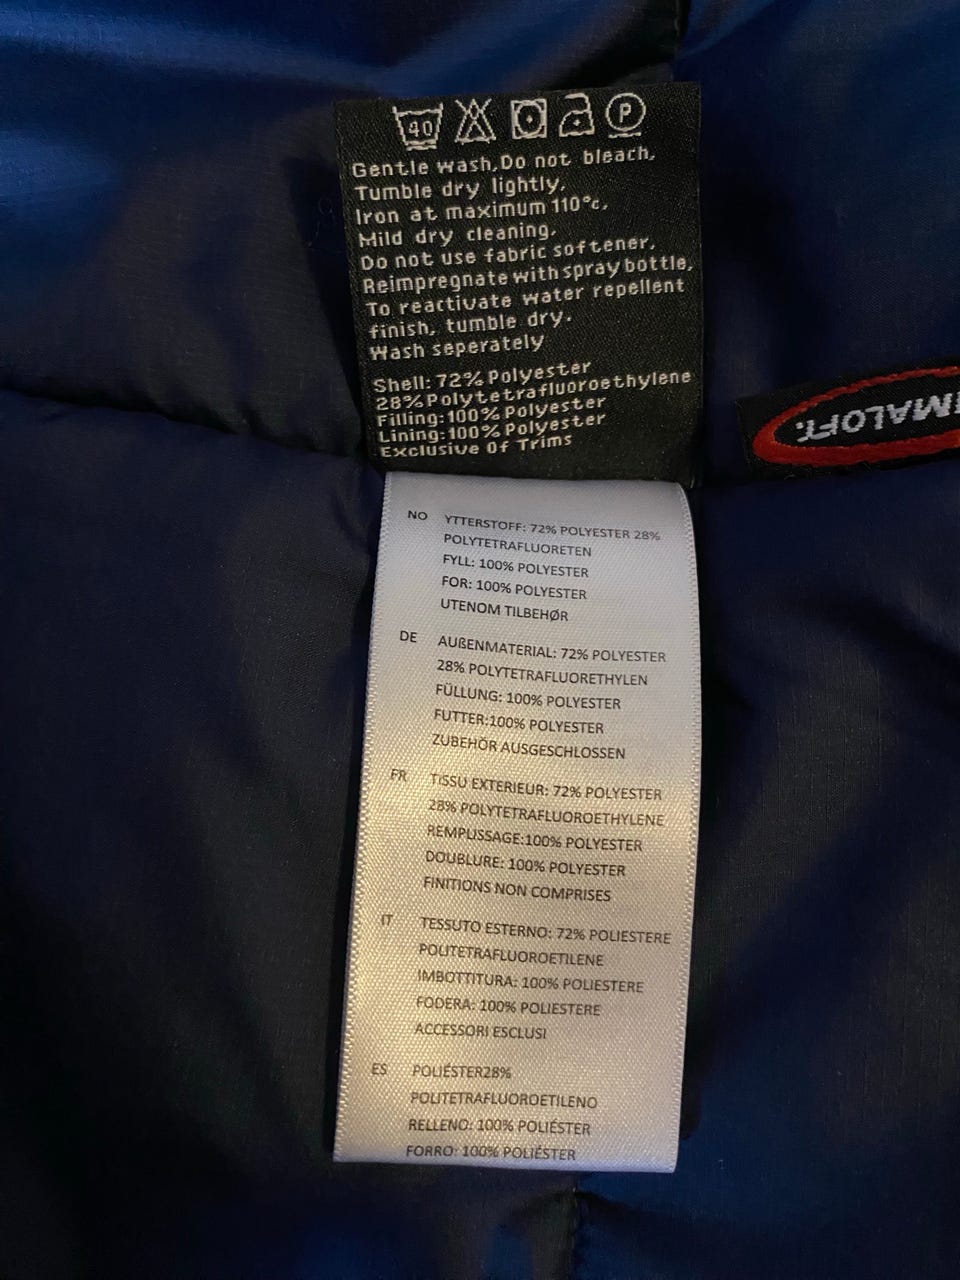 40 P
Gentle wash,Do not bleach,
Tumble dry lightly,
Iron at maximum 110°c,
Mild dry cleaning.
Do not use fabric softener.
Reimpregnate with spray bottle,
To reactivate water repellent
finish, tumble dry.
Wash seperately
Shell: 72% Polyester
28% Polytetrafluoroethylene
Filling:100% Polyester
Lining:100% Polyester
Exclusive Of Trims
IMALOFT.
NO YTTERSTOFF: 72% POLYESTER 28%
POLYTETRAFLUORETEN
FYLL: 100% POLYESTER
FOR: 100% POLYESTER
UTENOM TILBEHØR
DE AUßENMATERIAL: 72% POLYESTER
28% POLYTETRAFLUORETHYLEN
FÜLLUNG: 100% POLYESTER
FUTTER:100% POLYESTER
ZUBEHÖR AUSGESCHLOSSEN
FR TISSU EXTERIEUR: 72% POLYESTER
28% POLYTETRAFLUOROETHYLENE
REMPLISSAGE:100% POLYESTER
DOUBLURE: 100% POLYESTER
FINITIONS NON COMPRISES
IT TESSUTO ESTERNO: 72% POLIESTERE
POLITETRAFLUOROETILENE
IMBOTTITURA: 100% POLIESTERE
FODERA: 100% POLIESTERE
ACCESSORI ESCLUSI
ES POLIÉSTER28%
POLITETRAFLUOROETILENO
RELLENO: 100% POLIÉSTER
FORRO: 100% POLIÉSTER